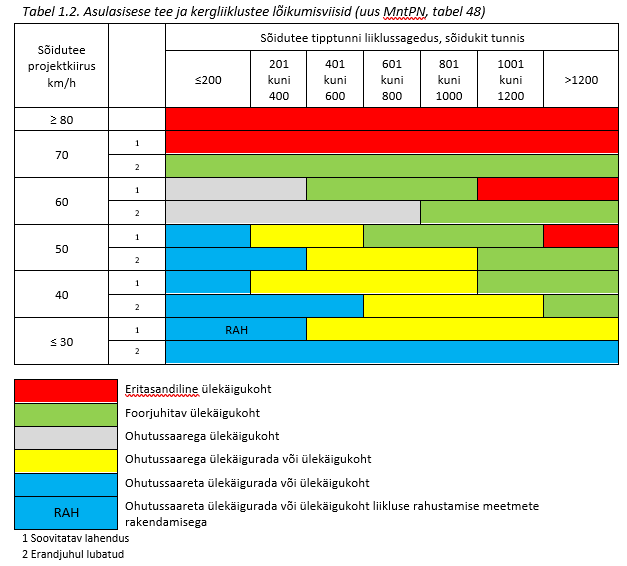 Tabel 1.2. Asulasisese tee ja kergliiklustee lõikumisviisid (uus MntPN, tabel 48)
Sõidutee projektkiirus km/h
Sõidutee tipptunni liiklussagedus, sõidukit tunnis
≤200
201 kuni 400
401 kuni 600
601 kuni 800
801 kuni 1000
1001 kuni 1200
>1200
≥ 80
70
1
2
60
1
2
50
1
2
40
1
2
≤ 30
1
RAH
2
Eritasandiline ülekäigukoht
Foorjuhitav ülekäigukoht
Ohutussaarega ülekäigukoht
Ohutussaarega ülekäigurada või ülekäigukoht
Ohutussaareta ülekäigurada või ülekäigukoht
RAH
Ohutussaareta ülekäigurada või ülekäigukoht liikluse rahustamise meetmete
rakendamisega
1 Soovitatav lahendus
2 Erandjuhul lubatud